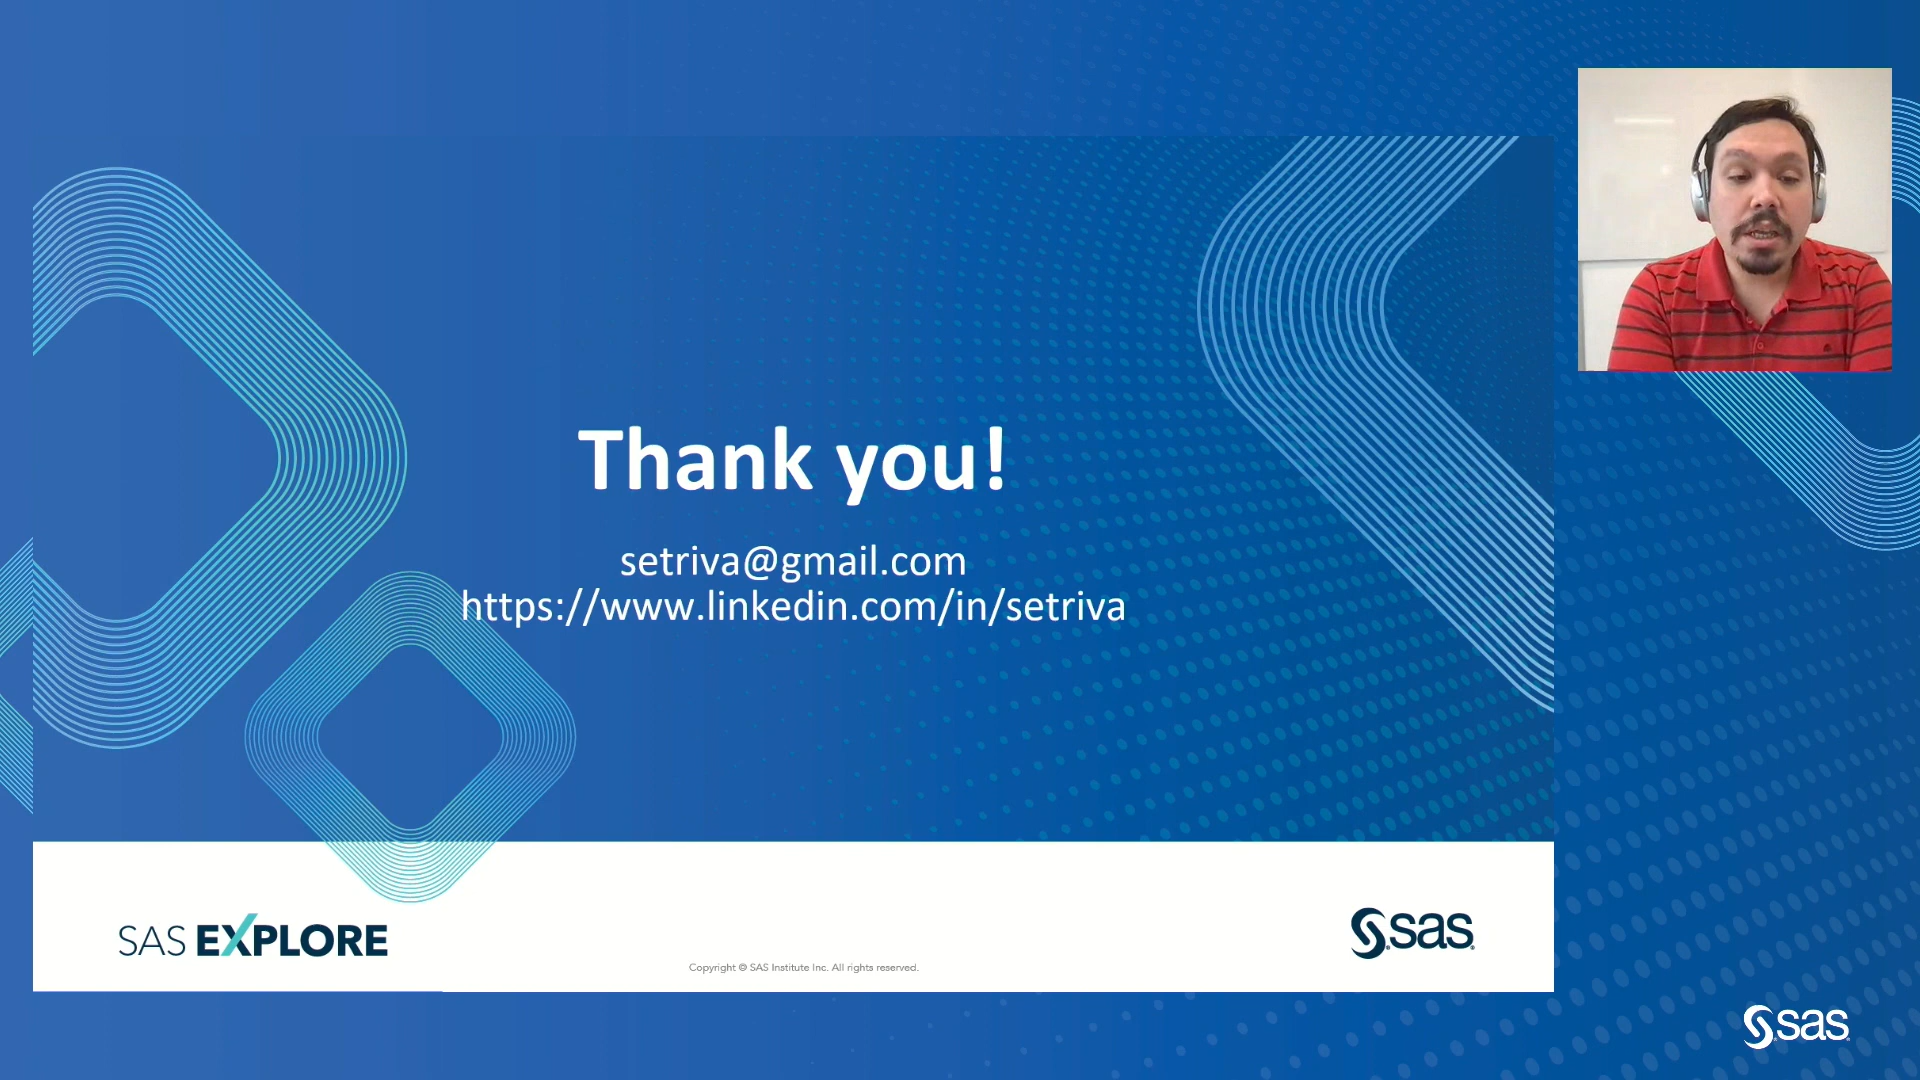 Thank you!
setriva@gmail.com
https://www.linkedin.com/in/setriva
SAS EXPLORE
sas
Copyright © SAS Institute Inc. All rights reserved.
sas